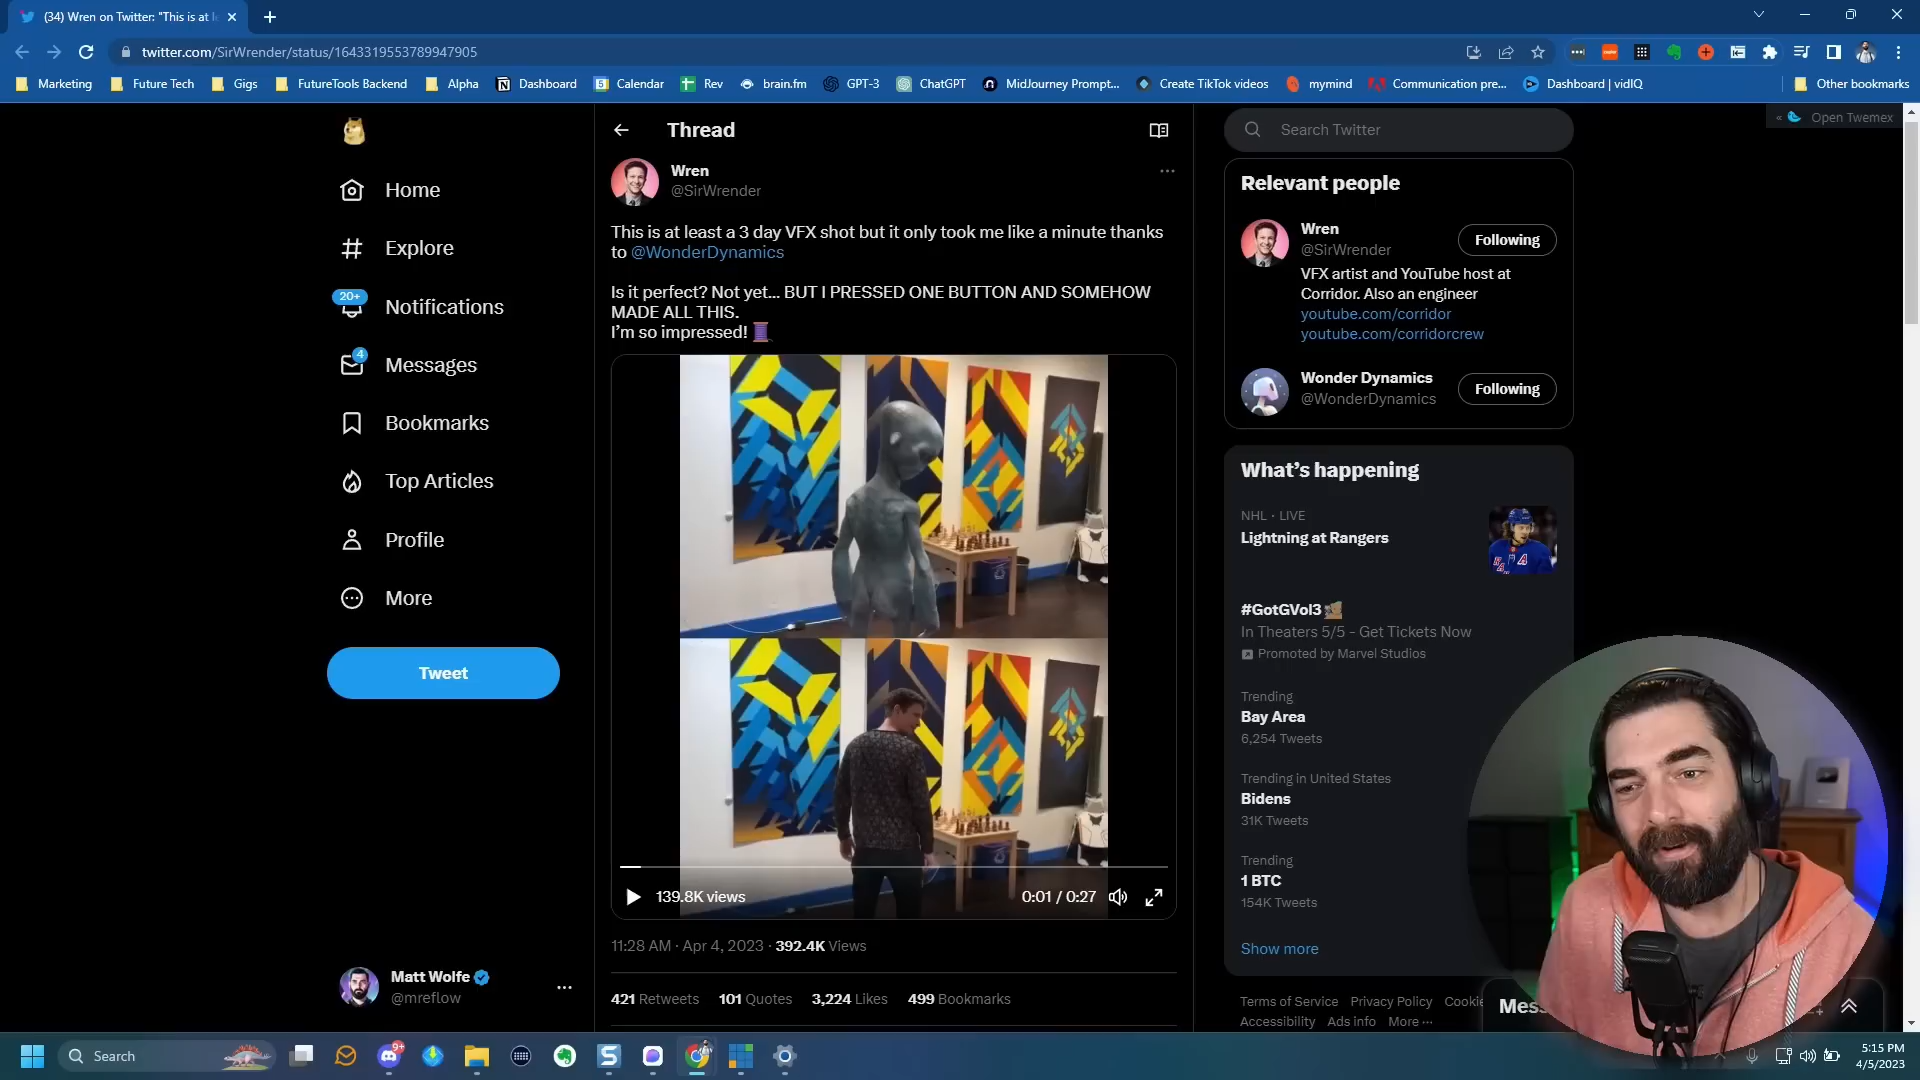 (34) Wren on Twitter: "This is at l
twitter.com/SirWrender/status/1643319553789947905
Marketing
Future Tech
Gigs
FutureTools Backend
Alpha
Dashboard
Calendar
Rev
brain.fm
GPT-3
ChatGPT
MidJourney Prompt...
Create TikTok videos
mymind
Communication pre...
Dashboard | vidIQ
Other bookmarks
Home
Explore
20+
Notifications
4
Messages
Bookmarks
Top Articles
Profile
More
Tweet
Matt Wolfe
@mreflow
Thread
Wren
@SirWrender
This is at least a 3 day VFX shot but it only took me like a minute thanks
to @WonderDynamics
Is it perfect? Not yet... BUT I PRESSED ONE BUTTON AND SOMEHOW
MADE ALL THIS.
I'm so impressed!
139.8K views
0:01 / 0:27
11:28 AM · Apr 4, 2023 · 392.4K Views
421 Retweets 101 Quotes 3,224 Likes 499 Bookmarks
Search Twitter
« Open Twemex
Relevant people
Wren
@SirWrender
Following
VFX artist and YouTube host at
Corridor. Also an engineer
youtube.com/corridor
youtube.com/corridorcrew
Wonder Dynamics
@WonderDynamics
Following
What's happening
NHL · LIVE
Lightning at Rangers
#GotGVol3
In Theaters 5/5 - Get Tickets Now
Promoted by Marvel Studios
Trending
Bay Area
6,254 Tweets
Trending in United States
Bidens
31K Tweets
Trending
1 BTC
154K Tweets
Show more
Terms of Service Privacy Policy Cookie
Accessibility Ads info More ...
Mess
Search
9+
5:15 PM
4/5/2023